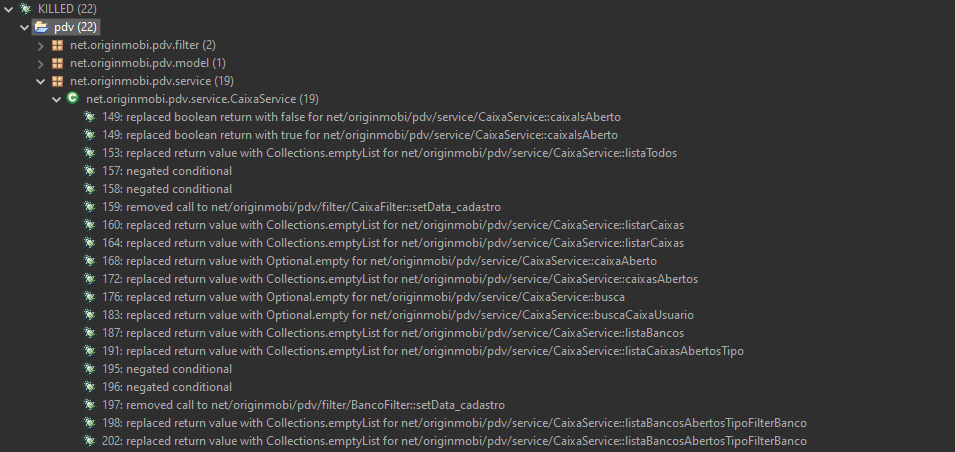 KILLED (22)
pdv (22)
net.originmobi.pdv.filter (2)
net.originmobi.pdv.model (1)
net.originmobi.pdv.service (19)
net.originmobi.pdv.service.CaixaService (19)
149: replaced boolean return with false for net/originmobi/pdv/service/CaixaService::caixaIsAberto
149: replaced boolean return with true for net/originmobi/pdv/service/CaixaService::caixaIsAberto
153: replaced return value with Collections.emptyList for net/originmobi/pdv/service/CaixaService::listaTodos
157: negated conditional
158: negated conditional
159: removed call to net/originmobi/pdv/filter/CaixaFilter::setData_cadastro
160: replaced return value with Collections.emptyList for net/originmobi/pdv/service/CaixaService::listarCaixas
164: replaced return value with Collections.emptyList for net/originmobi/pdv/service/CaixaService::listarCaixas
168: replaced return value with Optional.empty for net/originmobi/pdv/service/CaixaService::caixaAberto
172: replaced return value with Collections.emptyList for net/originmobi/pdv/service/CaixaService::caixasAbertos
176: replaced return value with Optional.empty for net/originmobi/pdv/service/CaixaService::busca
183: replaced return value with Optional.empty for net/originmobi/pdv/service/CaixaService::buscaCaixaUsuario
187: replaced return value with Collections.emptyList for net/originmobi/pdv/service/CaixaService::listaBancos
191: replaced return value with Collections.emptyList for net/originmobi/pdv/service/CaixaService::listaCaixasAbertosTipo
195: negated conditional
196: negated conditional
197: removed call to net/originmobi/pdv/filter/BancoFilter::setData_cadastro
198: replaced return value with Collections.emptyList for net/originmobi/pdv/service/CaixaService::listaBancosAbertosTipoFilterBanco
202: replaced return value with Collections.emptyList for net/originmobi/pdv/service/CaixaService::listaBancosAbertosTipoFilterBanco